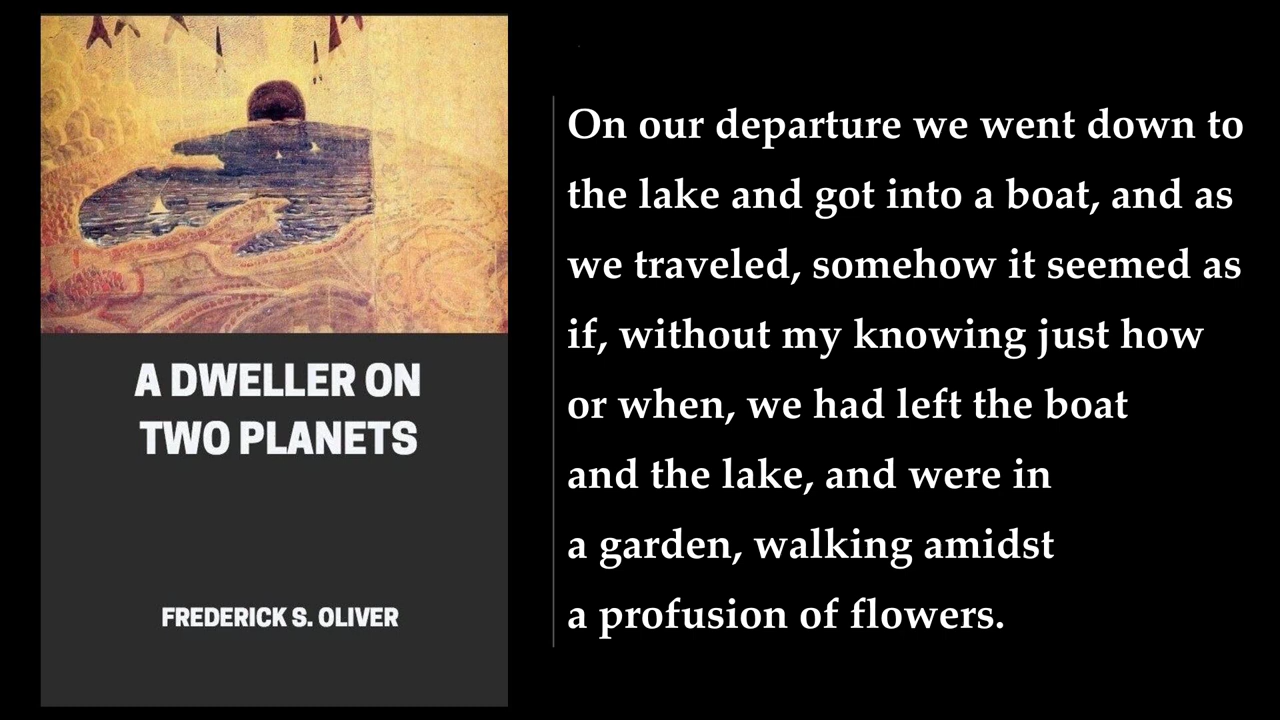 A DWELLER ON
TWO PLANETS
FREDERICK S. OLIVER
On our departure we went down to
the lake and got into a boat, and as
we traveled, somehow it seemed as
if, without my knowing just how
or when, we had left the boat
and the lake, and were in
a garden, walking amidst
a profusion of flowers.